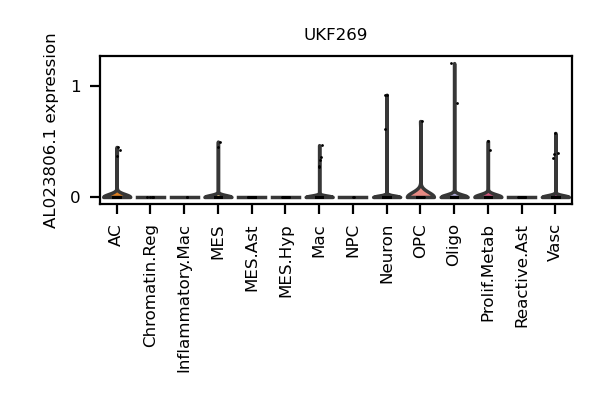 UKF269
AL023806.1 expression
1
0
AC
Chromatin.Reg
Inflammatory.Mac
MES
MES.Ast
MES.Hyp
Mac
NPC
Neuron
OPC
Oligo
Prolif.Metab
Reactive.Ast
Vasc